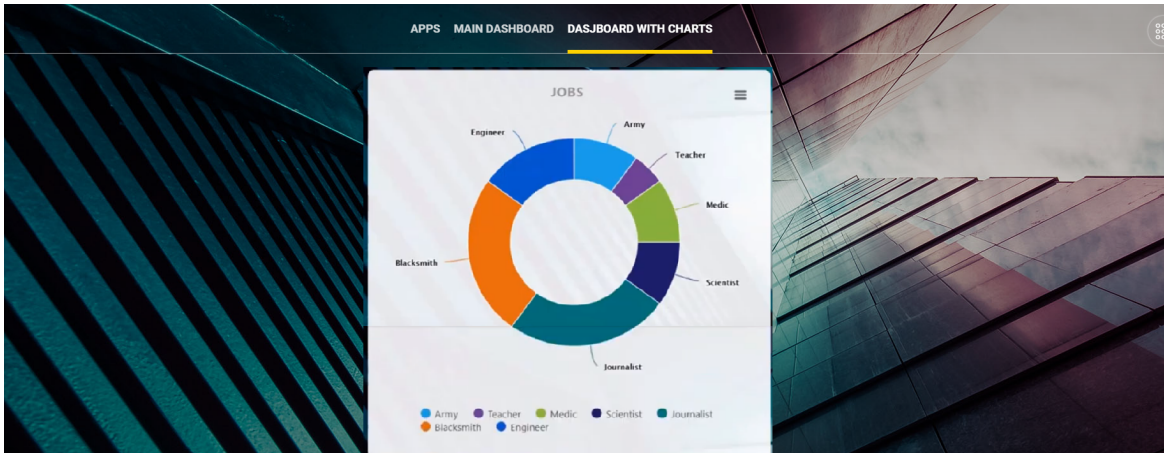 APPS MAIN DASHBOARD DASJBOARD WITH CHARTS
JOBS
Engineer
Army
Teacher
Medic
Blacksmith
Scientist
Journalist
Army Teacher Medic Scientist Journalist
Blacksmith Engineer